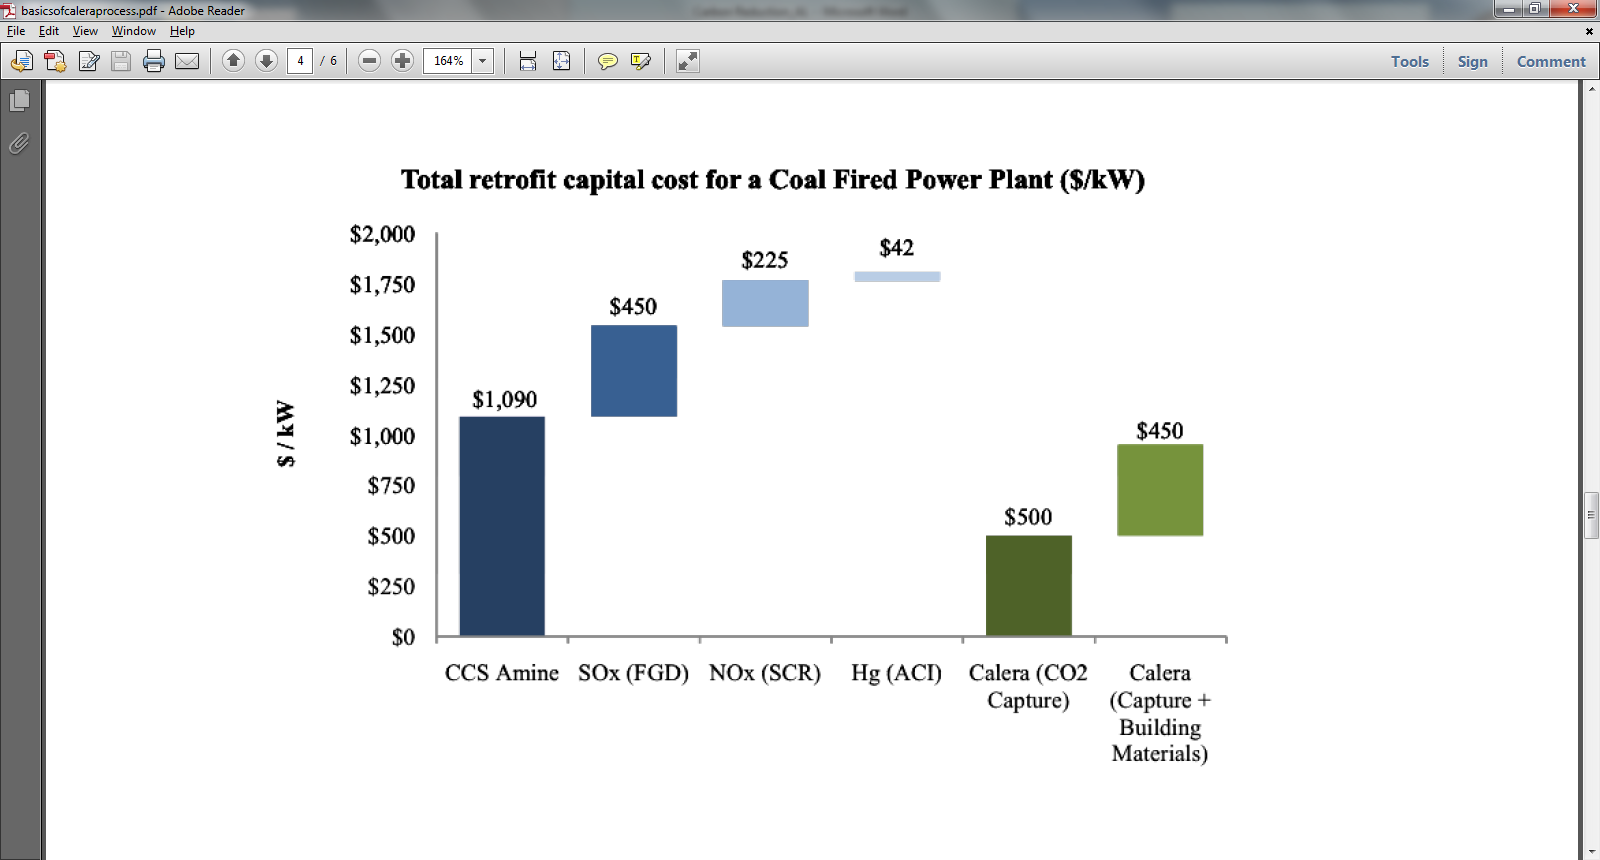 basicsofcaleraprocess.pdf - Adobe Reader
File Edit View Window Help
4 / 6 164% Tools Sign Comment
Total retrofit capital cost for a Coal Fired Power Plant ($/kW)
$ / kW
$2,000
$1,750
$1,500
$1,250
$1,000
$750
$500
$250
$0
$1,090
$450
$225
$42
$500
$450
CCS Amine
SOx (FGD)
NOx (SCR)
Hg (ACI)
Calera (CO2
Capture)
Calera
(Capture +
Building
Materials)